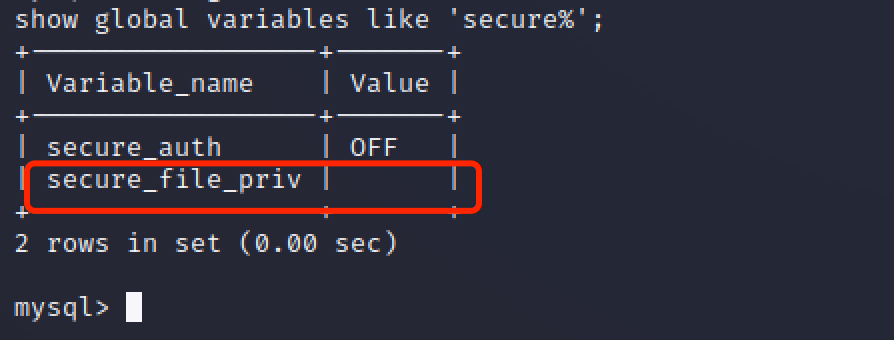 show global variables like 'secure%';
+------------------+-------+
| Variable_name | Value |
+------------------+-------+
| secure_auth | OFF |
| secure_file_priv | |
+------------------+-------+
2 rows in set (0.00 sec)
mysql>